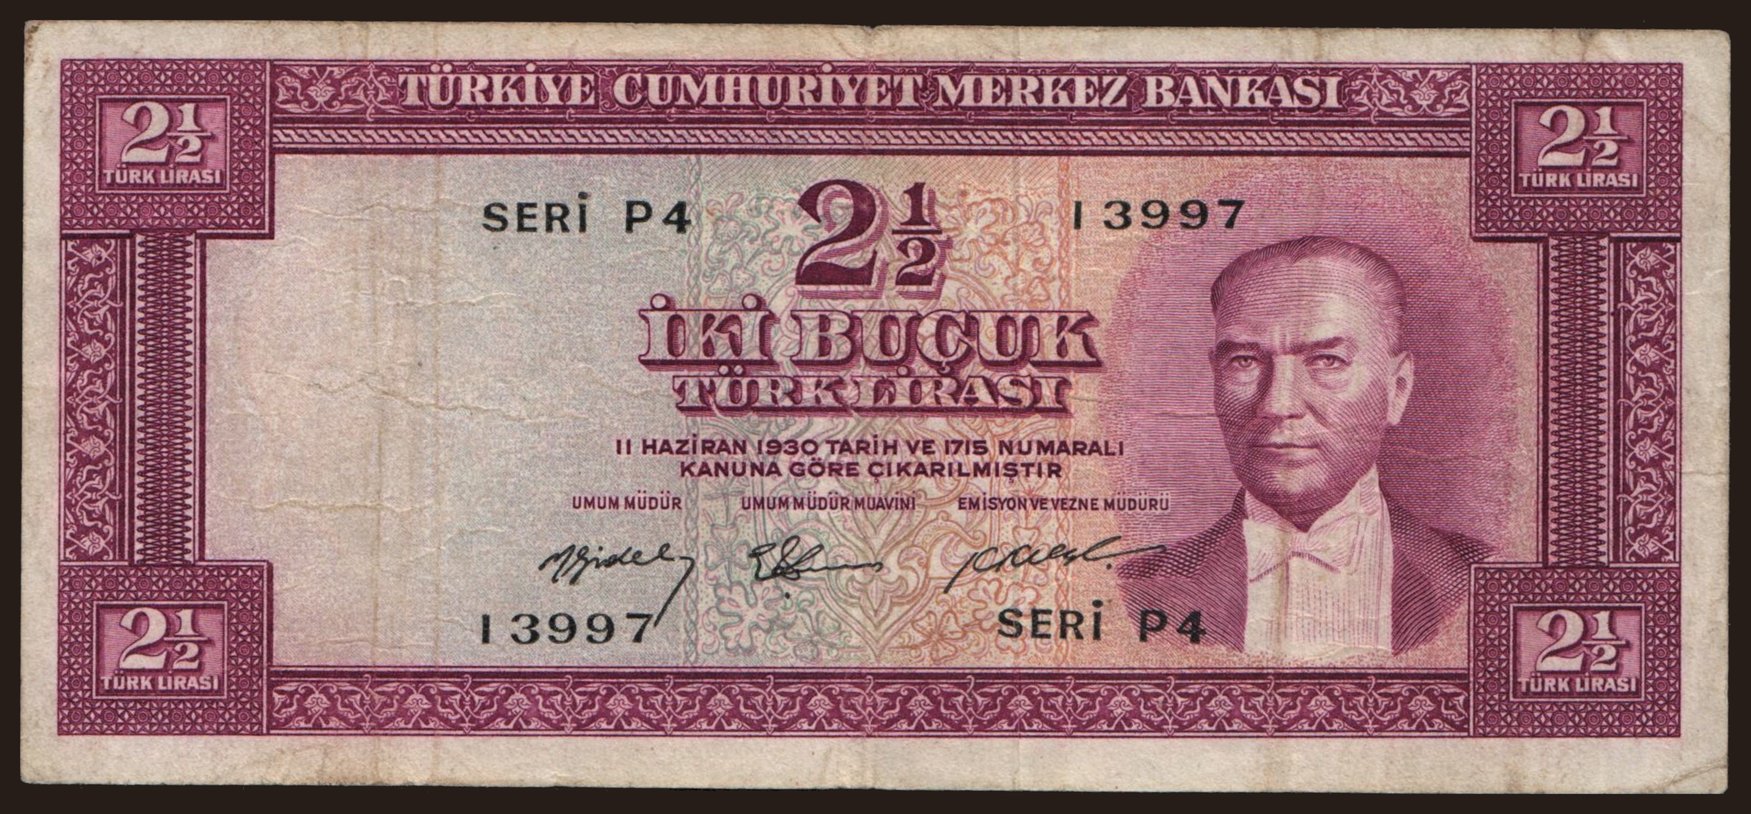 TÜRKİYE CUMHURİYET MERKEZ BANKASI
2½ 2½
TÜRK LİRASI TÜRK LİRASI
SERİ P4 2½ 13997
İKİ BUÇUK
TÜRK LİRASI
11 HAZİRAN 1930 TARİH VE 1715 NUMARALI
KANUNA GÖRE ÇIKARILMIŞTIR
UMUM MÜDÜR UMUM MÜDÜR MUAVİNİ EMİSYON VE VEZNE MÜDÜRÜ
13997 SERİ P4
2½ 2½
TÜRK LİRASI TÜRK LİRASI